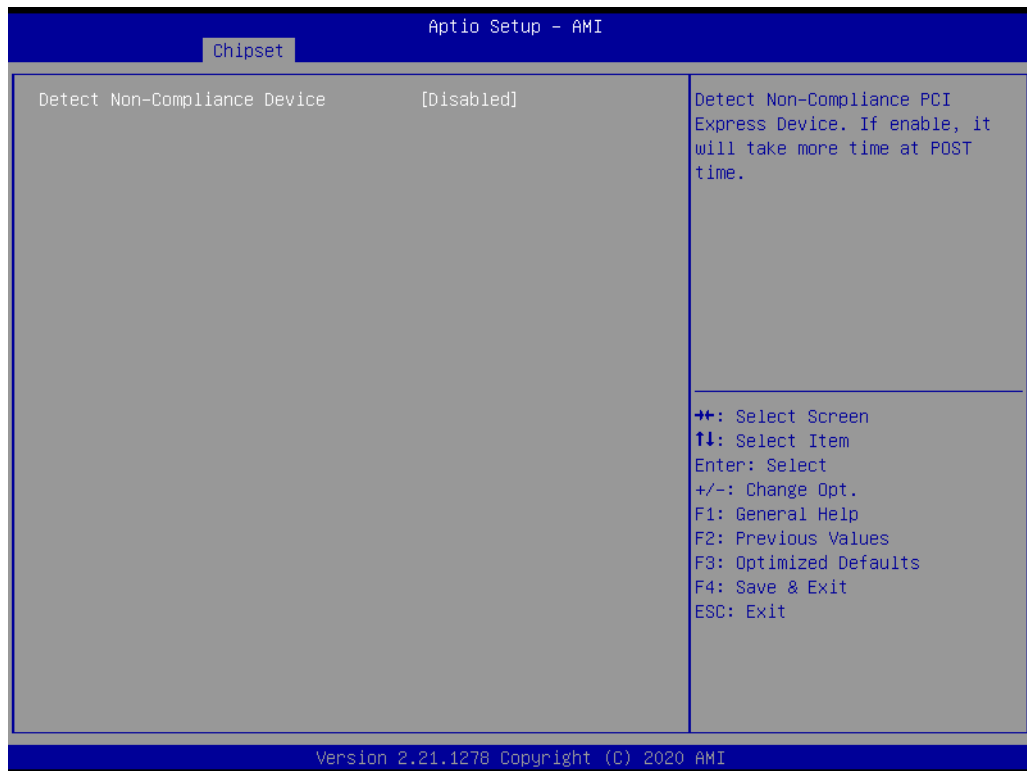 Aptio Setup – AMI
Chipset
Detect Non-Compliance Device [Disabled]
Detect Non-Compliance PCI
Express Device. If enable, it
will take more time at POST
time.
→←: Select Screen
↑↓: Select Item
Enter: Select
+/-: Change Opt.
F1: General Help
F2: Previous Values
F3: Optimized Defaults
F4: Save & Exit
ESC: Exit
Version 2.21.1278 Copyright (C) 2020 AMI